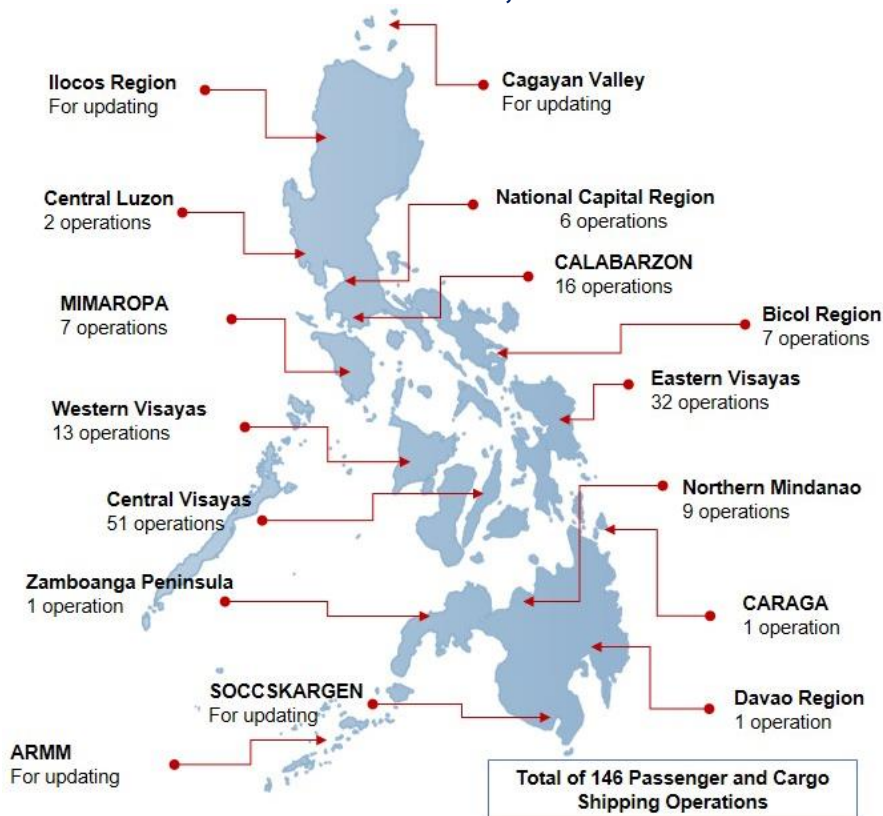 Ilocos Region
For updating
Cagayan Valley
For updating
Central Luzon
2 operations
National Capital Region
6 operations
CALABARZON
16 operations
MIMAROPA
7 operations
Bicol Region
7 operations
Eastern Visayas
32 operations
Western Visayas
13 operations
Northern Mindanao
9 operations
Central Visayas
51 operations
Zamboanga Peninsula
1 operation
CARAGA
1 operation
SOCCSKARGEN
For updating
Davao Region
1 operation
ARMM
For updating
Total of 146 Passenger and Cargo
Shipping Operations